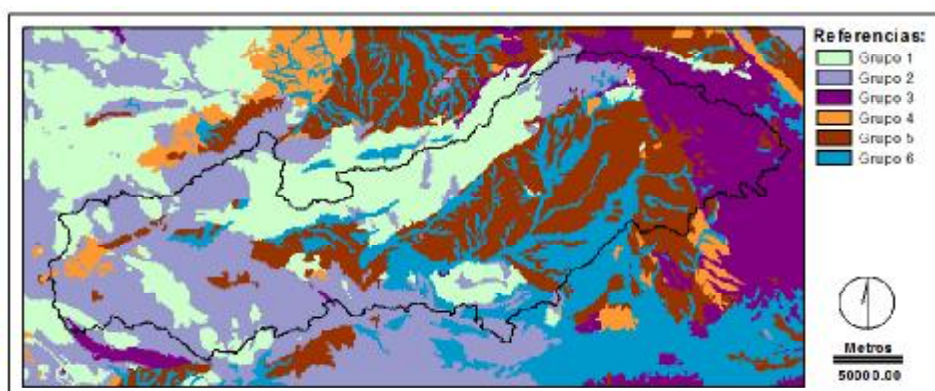 Referencias:
Grupo 1
Grupo 2
Grupo 3
Grupo 4
Grupo 5
Grupo 6
Metros
50000.00